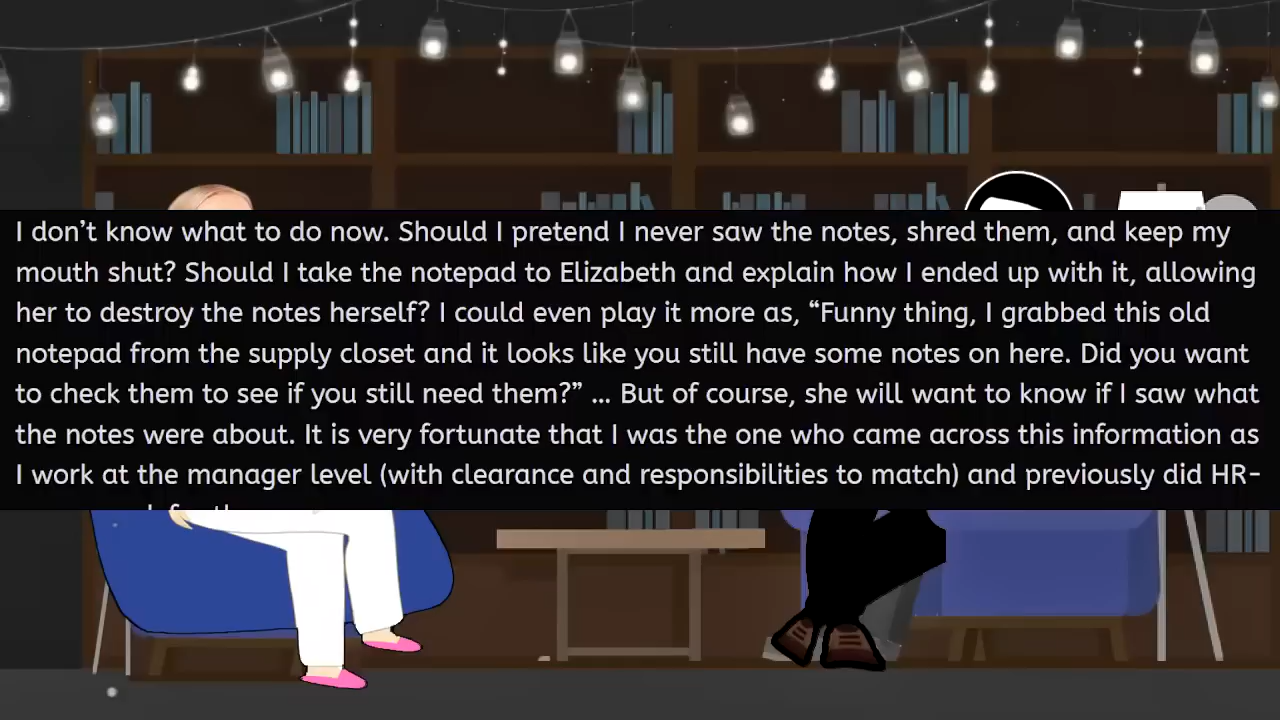 I don’t know what to do now. Should I pretend I never saw the notes, shred them, and keep my
mouth shut? Should I take the notepad to Elizabeth and explain how I ended up with it, allowing
her to destroy the notes herself? I could even play it more as, “Funny thing, I grabbed this old
notepad from the supply closet and it looks like you still have some notes on here. Did you want
to check them to see if you still need them?” ... But of course, she will want to know if I saw what
the notes were about. It is very fortunate that I was the one who came across this information as
I work at the manager level (with clearance and responsibilities to match) and previously did HR-